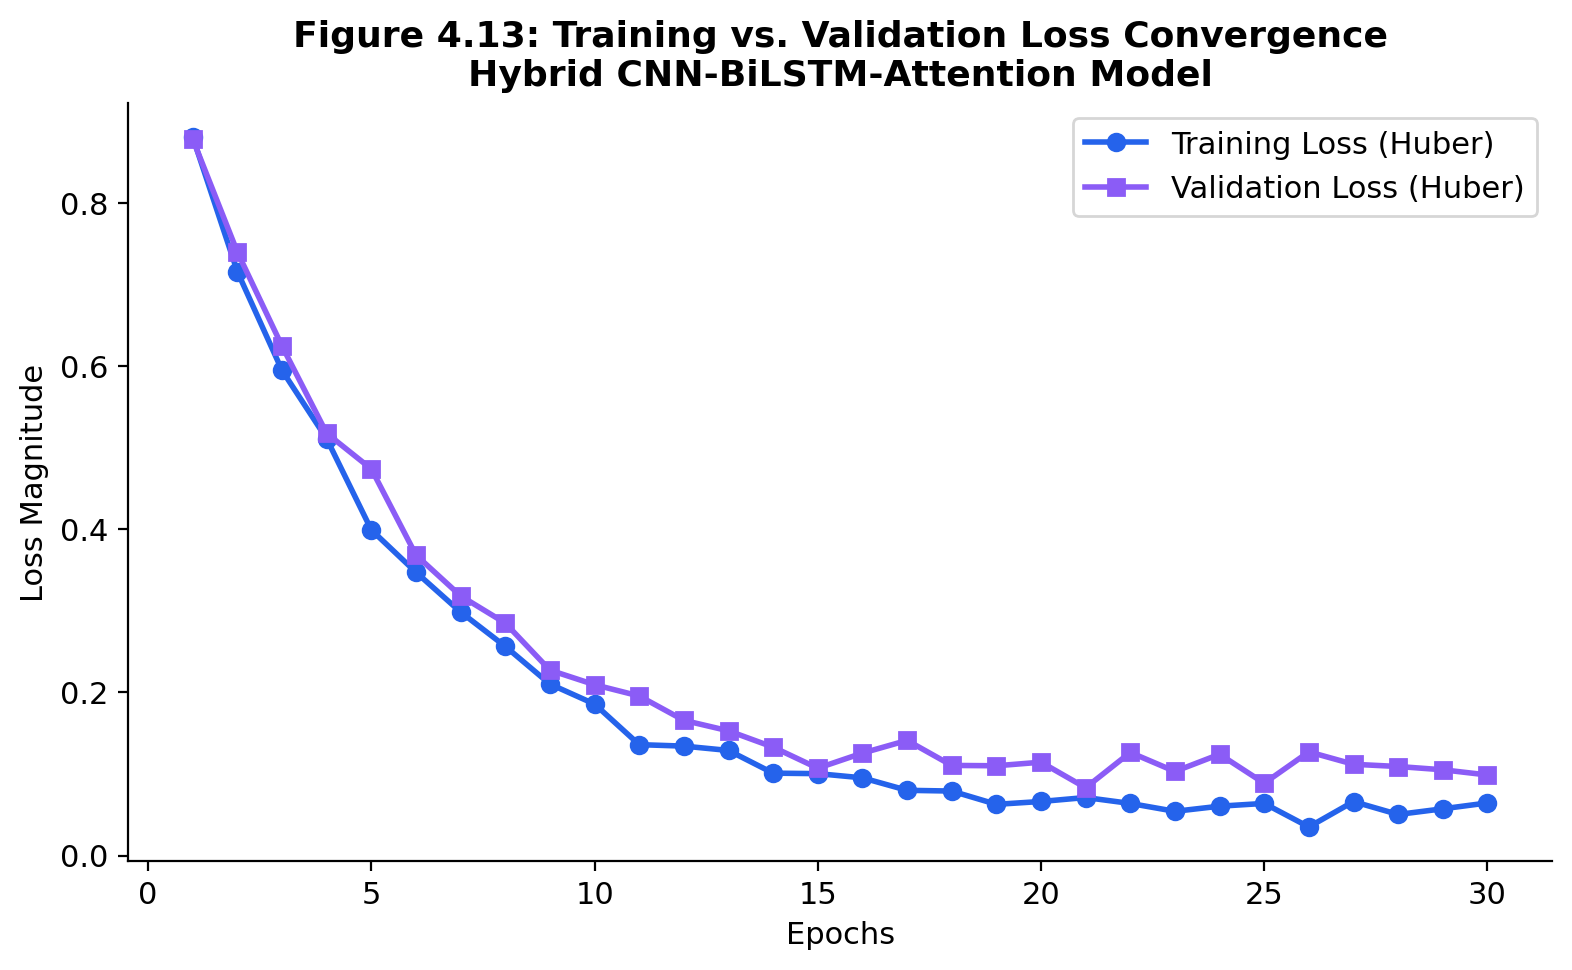 Figure 4.13: Training vs. Validation Loss Convergence
Hybrid CNN-BiLSTM-Attention Model
Training Loss (Huber)
Validation Loss (Huber)
Loss Magnitude
0.8
0.6
0.4
0.2
0.0
0 5 10 15 20 25 30
Epochs